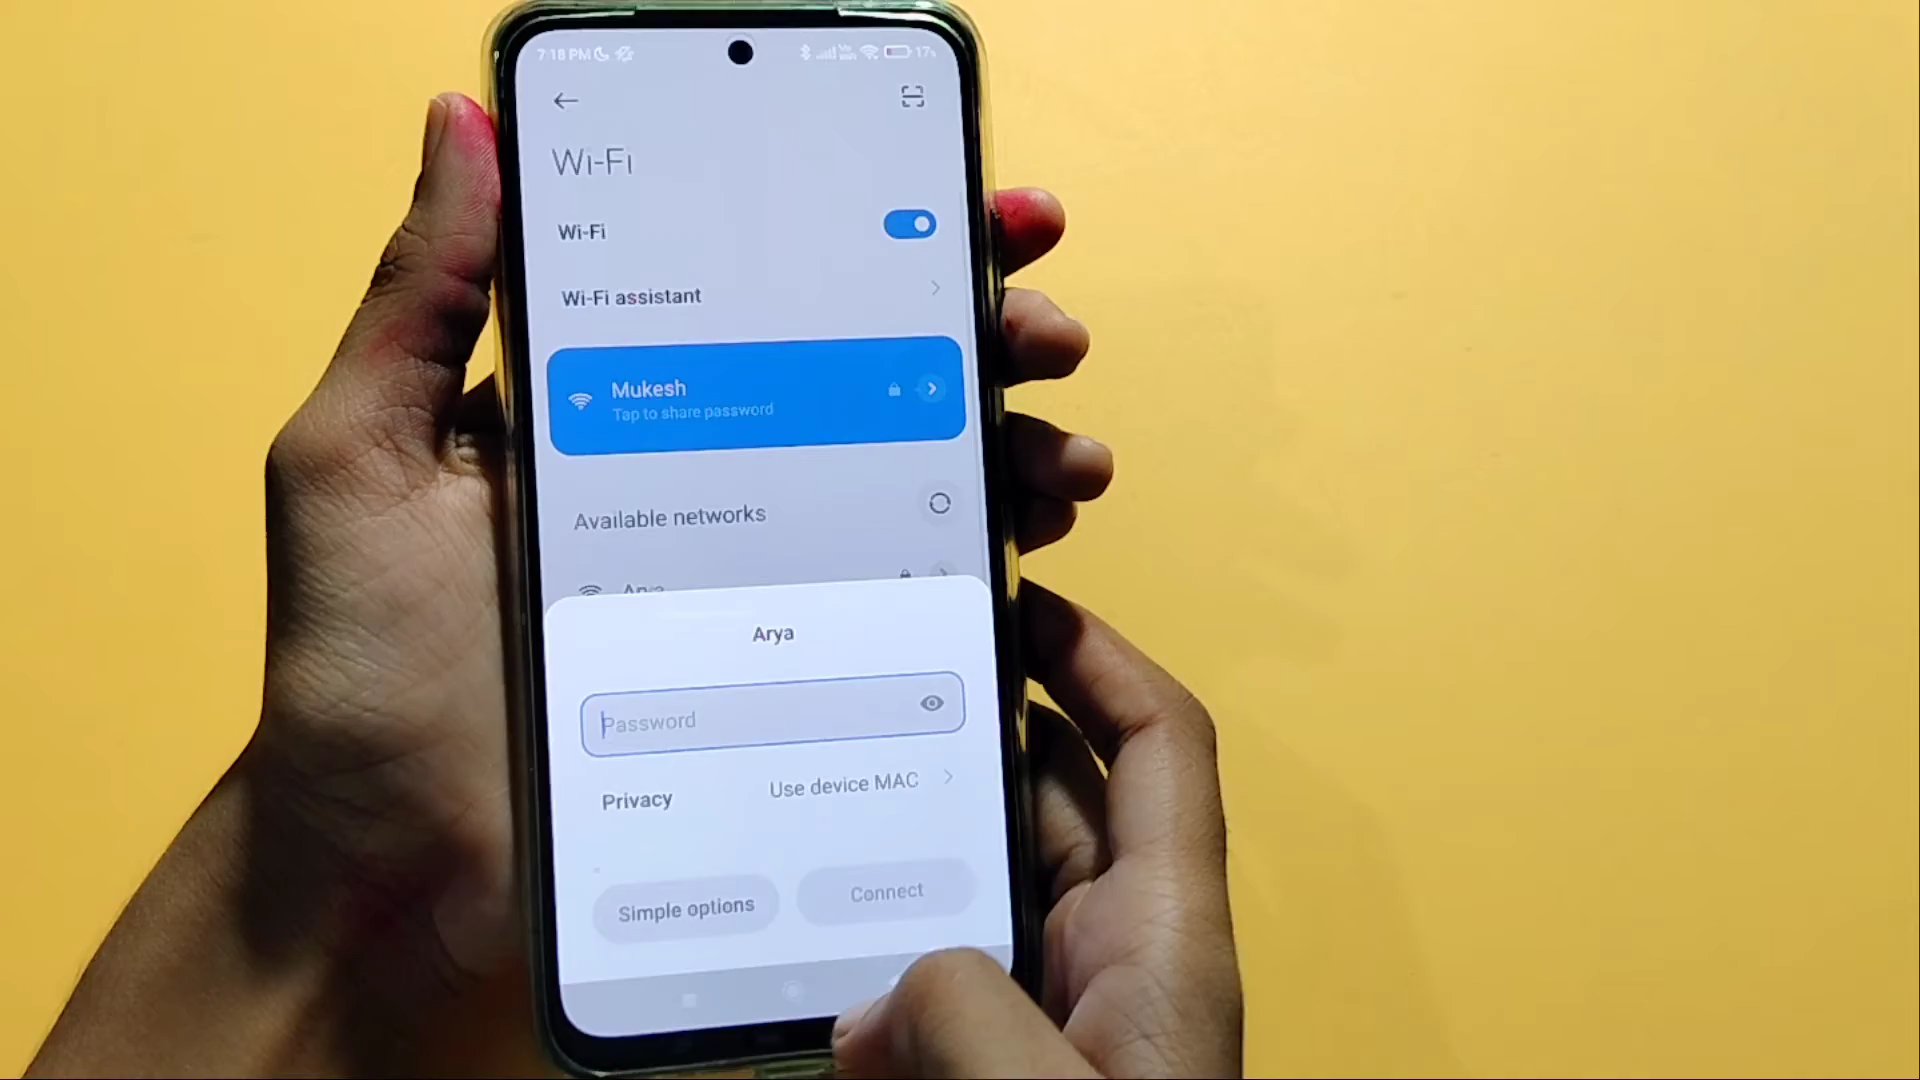 7:18 PM
17%
Wi-Fi
Wi-Fi
Wi-Fi assistant
Mukesh
Tap to share password
Available networks
Arya
Arya
Password
Privacy
Use device MAC
Simple options
Connect